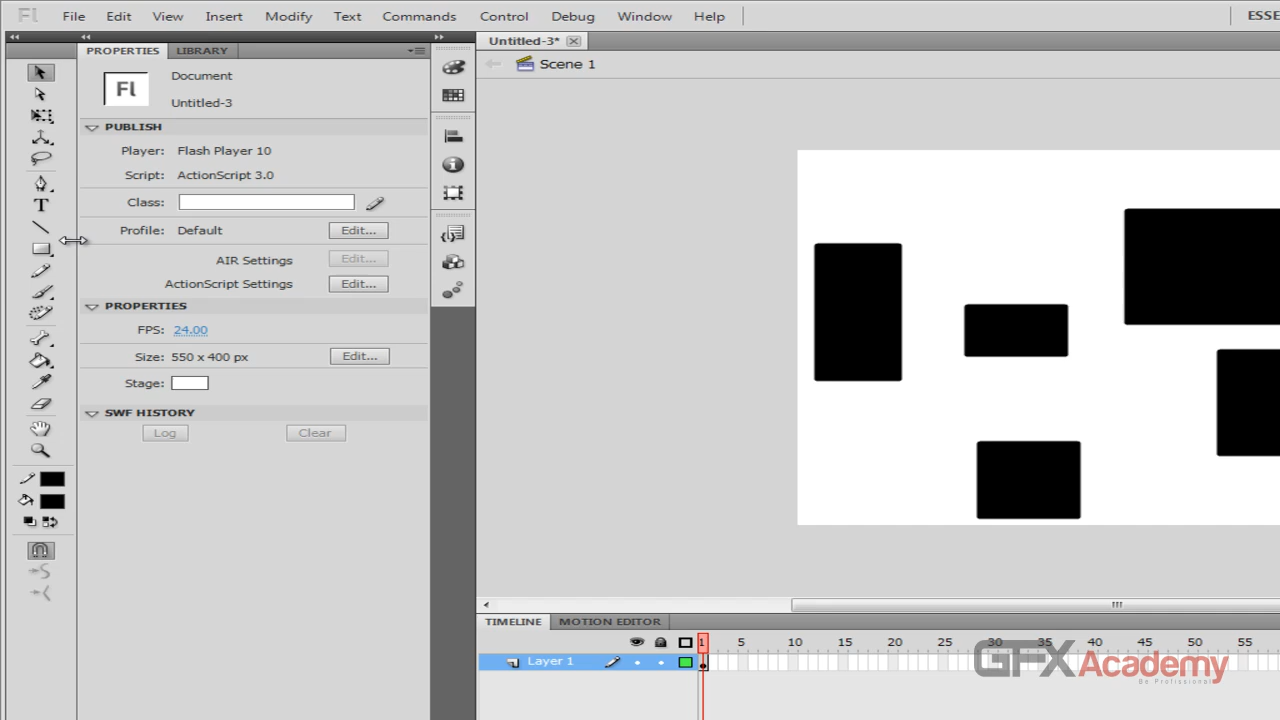 Fl File Edit View Insert Modify Text Commands Control Debug Window Help ESSE
PROPERTIES LIBRARY
Untitled-3*
Scene 1
Fl
Document
Untitled-3
PUBLISH
Player: Flash Player 10
Script: ActionScript 3.0
Class:
Profile: Default Edit...
AIR Settings Edit...
ActionScript Settings Edit...
PROPERTIES
FPS: 24.00
Size: 550 x 400 px Edit...
Stage:
SWF HISTORY
Log Clear
TIMELINE MOTION EDITOR
1 5 10 15 20 25 30 35 40 45 50 55
Layer 1
GFXAcademy
Be Professional